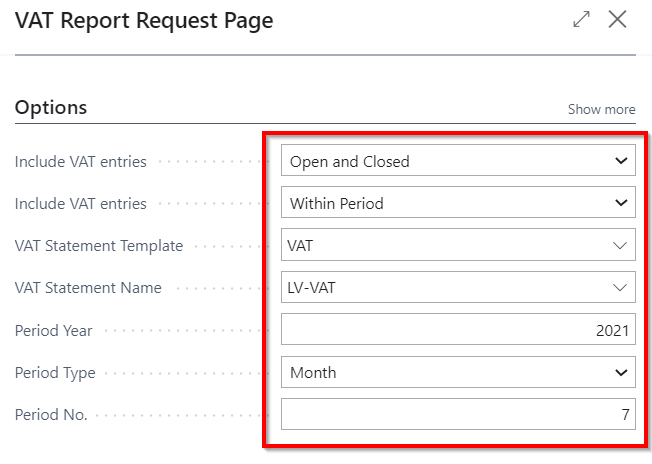 VAT Report Request Page
Options
Show more
Include VAT entries Open and Closed
Include VAT entries Within Period
VAT Statement Template VAT
VAT Statement Name LV-VAT
Period Year 2021
Period Type Month
Period No. 7